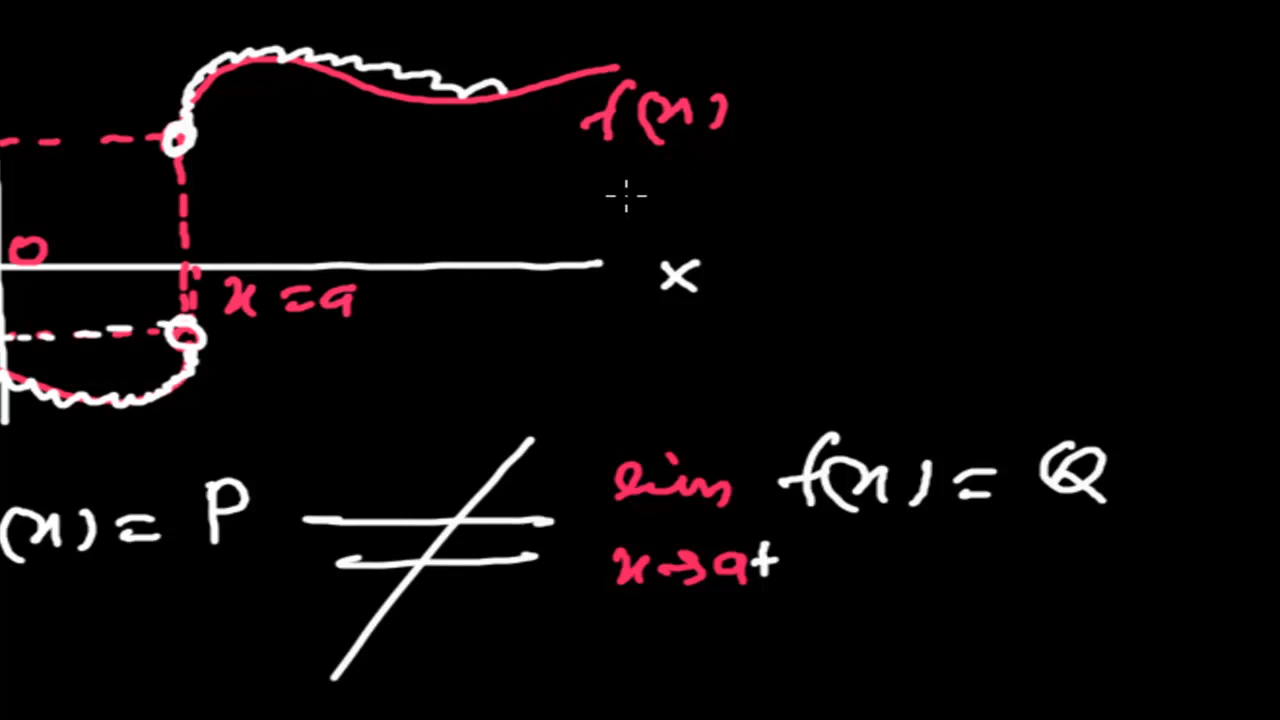 f(x)
0
x
x = a
(x) = P ≠ lim f(x) = Q
x→a+